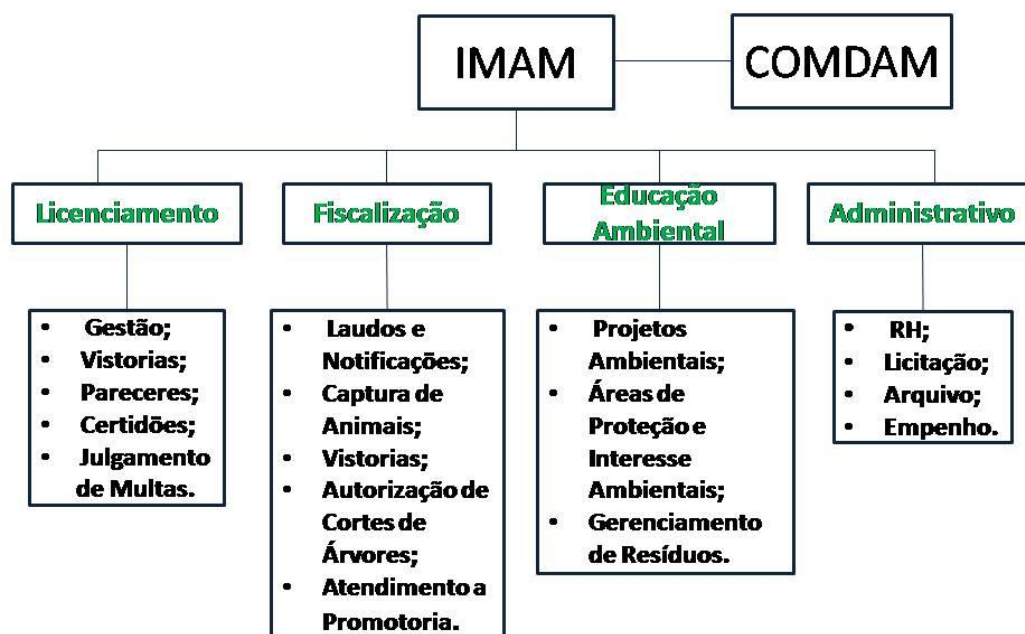 IMAM
COMDAM
Licenciamento
Fiscalização
Educação
Ambiental
Administrativo
• Gestão;
• Vistorias;
• Pareceres;
• Certidões;
• Julgamento
de Multas.
• Laudos e
Notificações;
• Captura de
Animais;
• Vistorias;
• Autorização de
Cortes de
Árvores;
• Atendimento a
Promotoria.
• Projetos
Ambientais;
• Áreas de
Proteção e
Interesse
Ambientais;
• Gerenciamento
de Resíduos.
• RH;
• Licitação;
• Arquivo;
• Empenho.